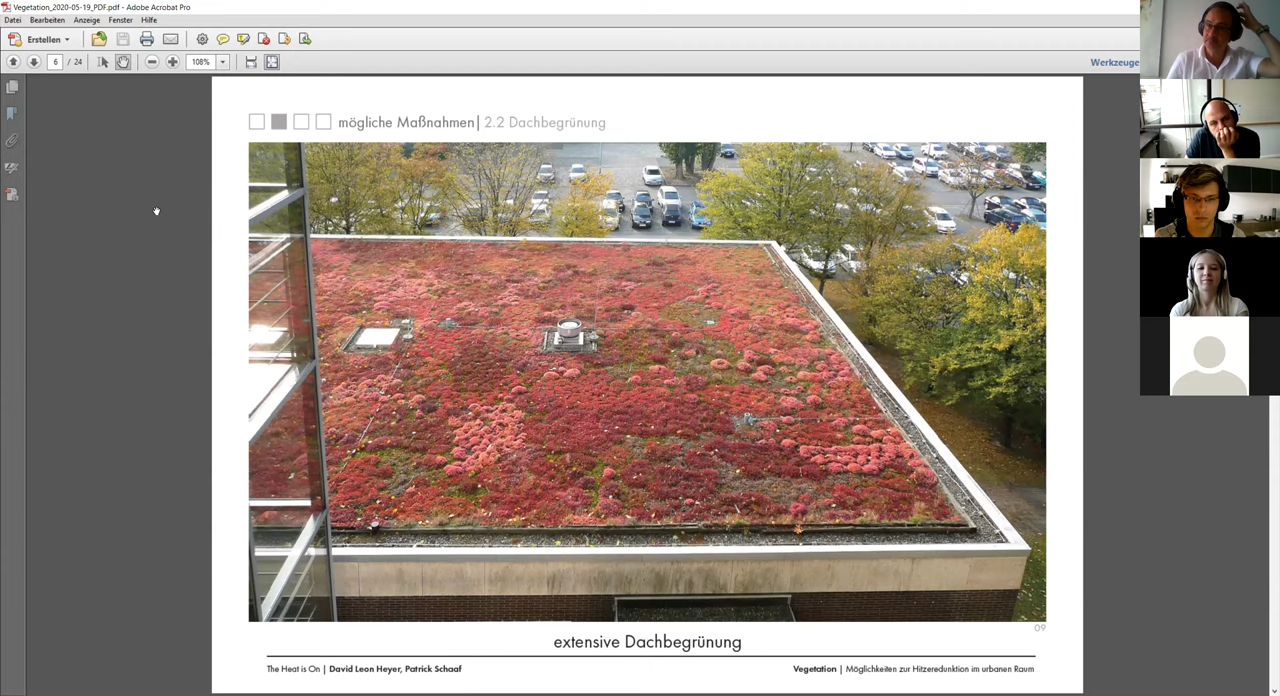 Vegetation_2020-05-19_PDF.pdf - Adobe Acrobat Pro
Datei Bearbeiten Anzeige Fenster Hilfe
Erstellen
6 / 24 108%
Werkzeuge
mögliche Maßnahmen| 2.2 Dachbegrünung
09
extensive Dachbegrünung
The Heat is On | David Leon Heyer, Patrick Schaaf
Vegetation | Möglichkeiten zur Hitzeredunktion im urbanen Raum